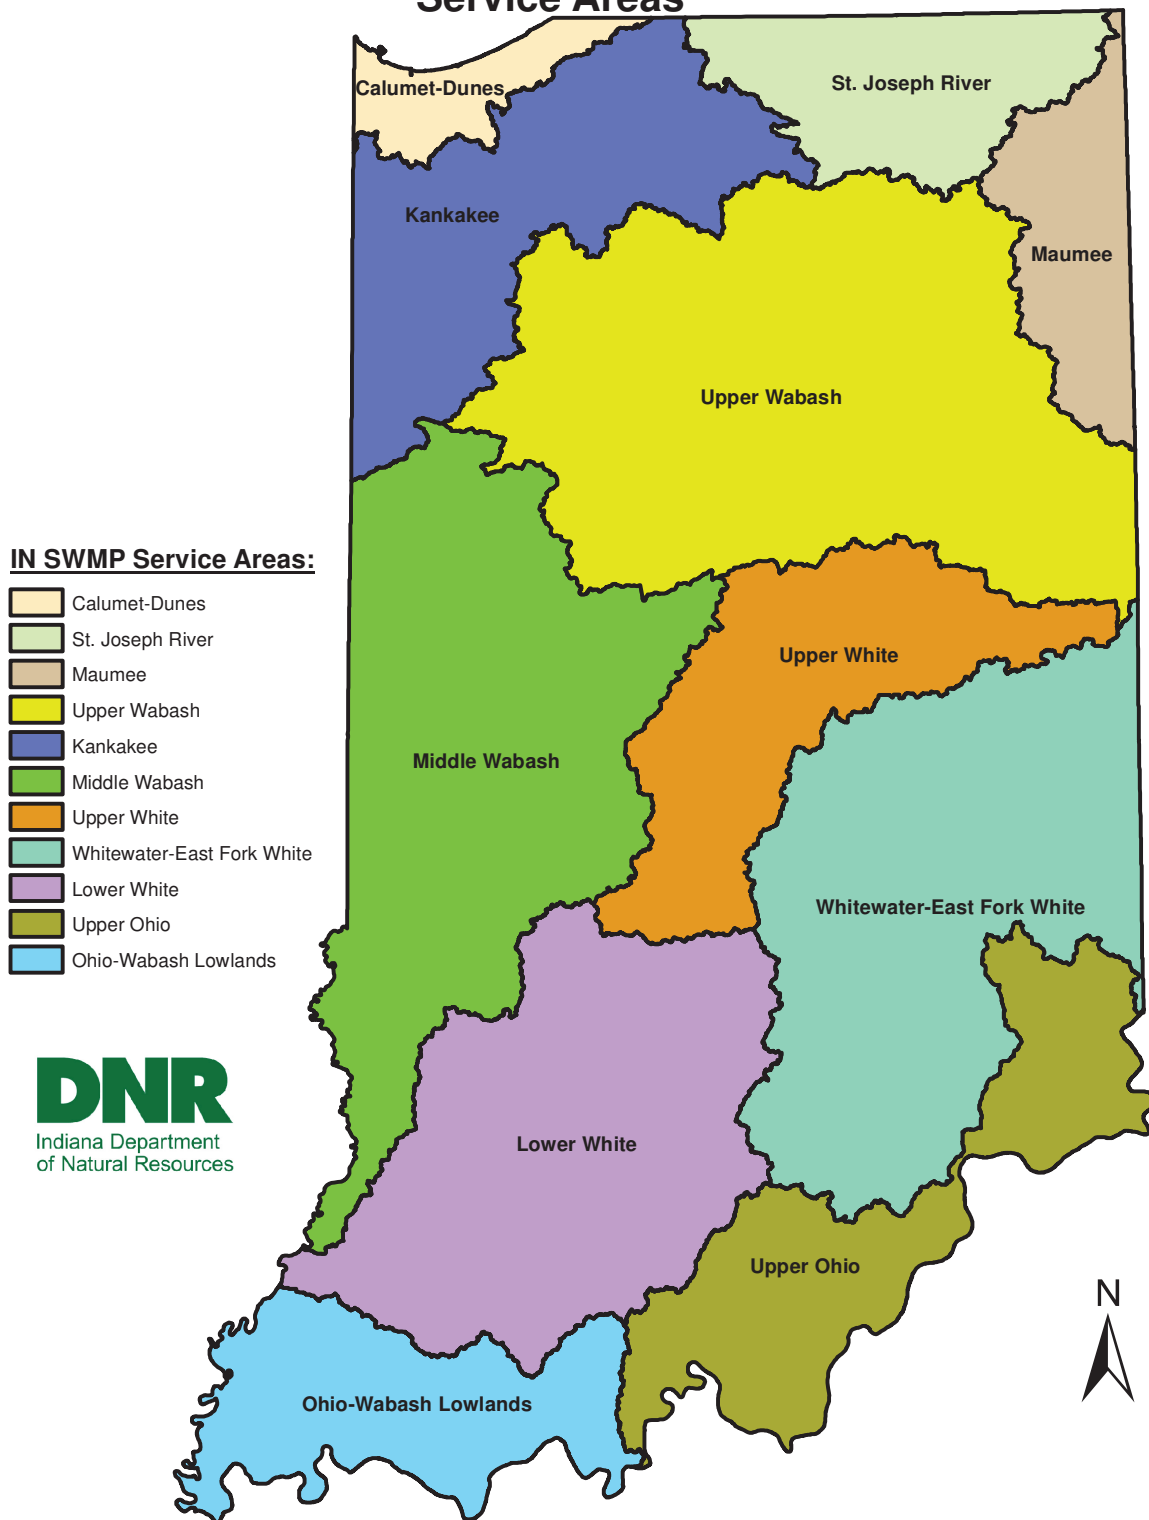 Service Areas
Calumet-Dunes
St. Joseph River
Kankakee
Maumee
Upper Wabash
IN SWMP Service Areas:
Calumet-Dunes
St. Joseph River
Maumee
Upper Wabash
Kankakee
Middle Wabash
Upper White
Whitewater-East Fork White
Lower White
Upper Ohio
Ohio-Wabash Lowlands
Upper White
Middle Wabash
Whitewater-East Fork White
DNR
Indiana Department
of Natural Resources
Lower White
Upper Ohio
N
Ohio-Wabash Lowlands